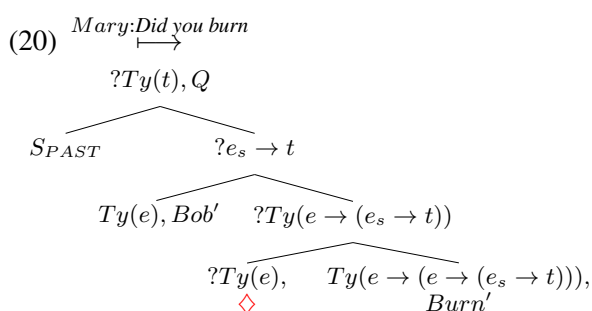 (20) Mary:Did you burn
↦
?Ty(t), Q
S_PAST ?e_s → t
Ty(e), Bob′ ?Ty(e → (e_s → t))
?Ty(e), Ty(e → (e → (e_s → t))),
◇ Burn′